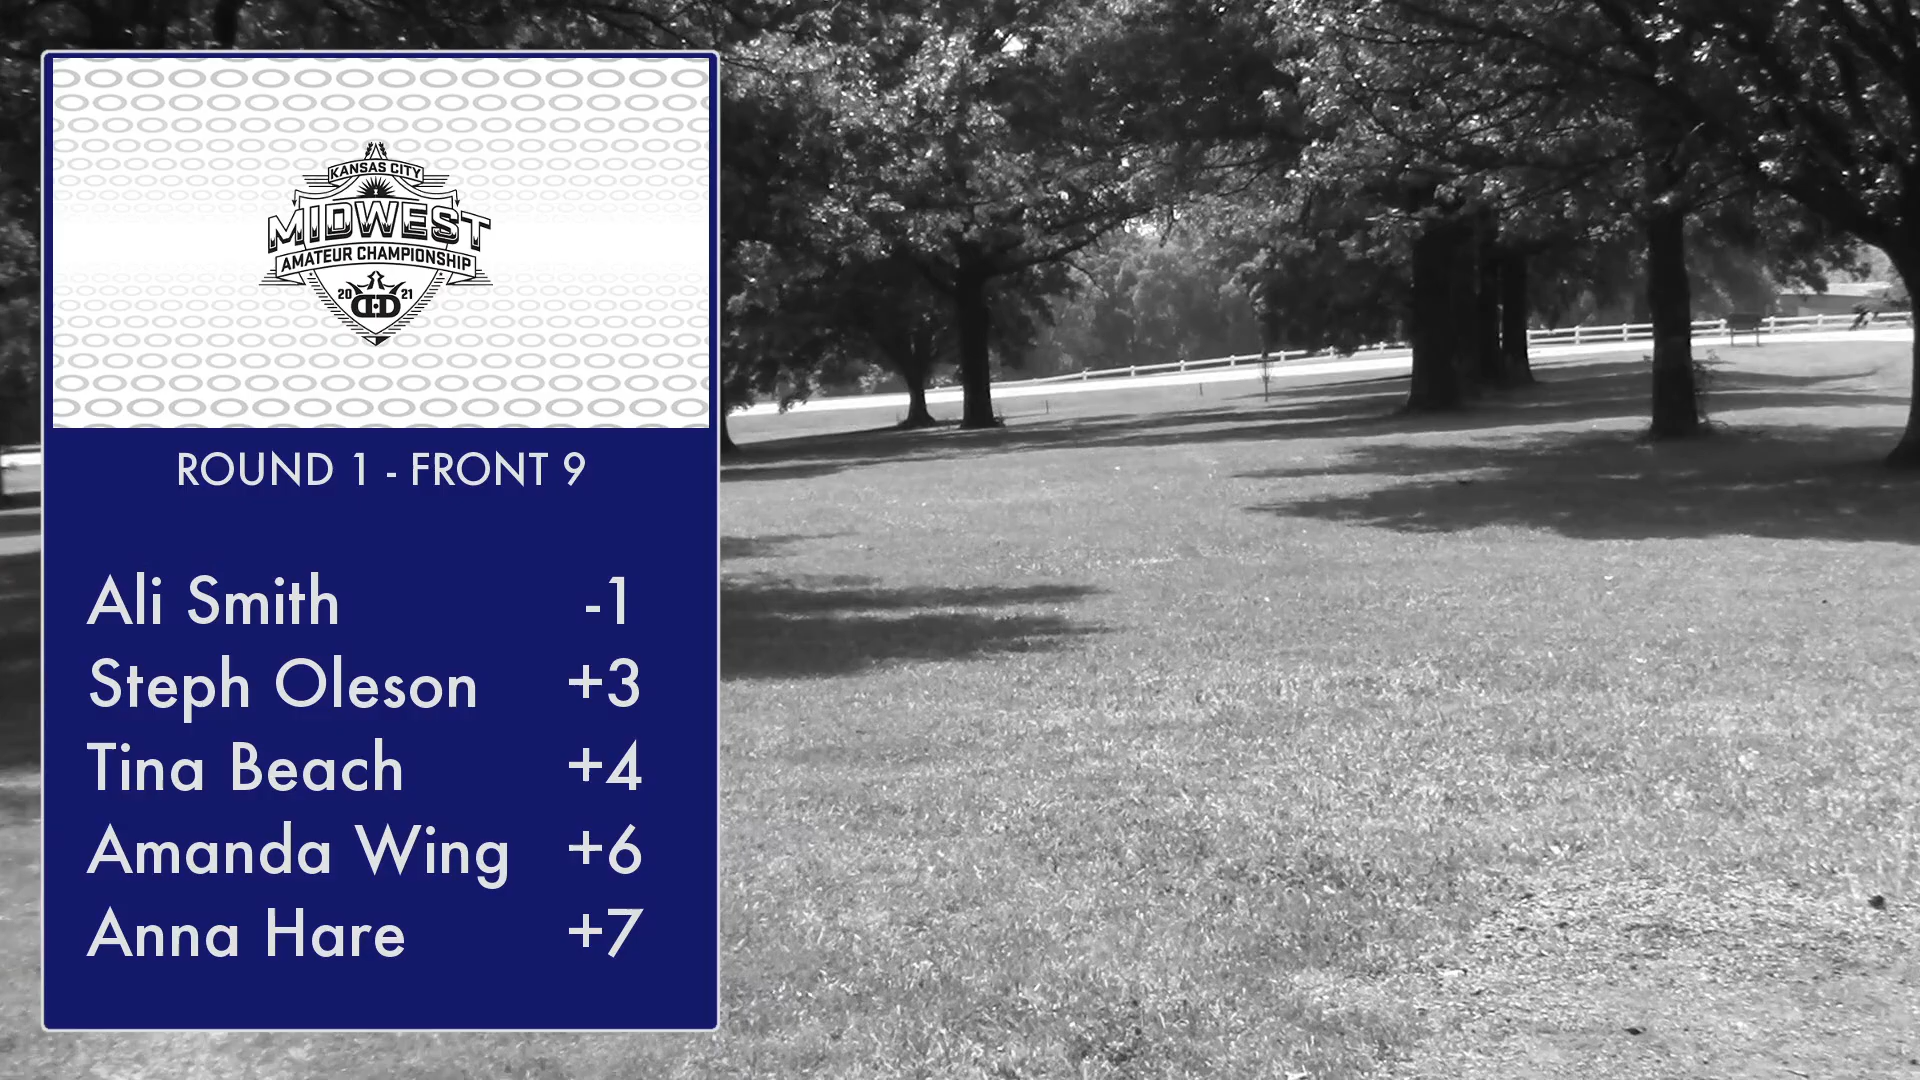 KANSAS CITY
MIDWEST
AMATEUR CHAMPIONSHIP
20 DD 21
ROUND 1 - FRONT 9
Ali Smith -1
Steph Oleson +3
Tina Beach +4
Amanda Wing +6
Anna Hare +7